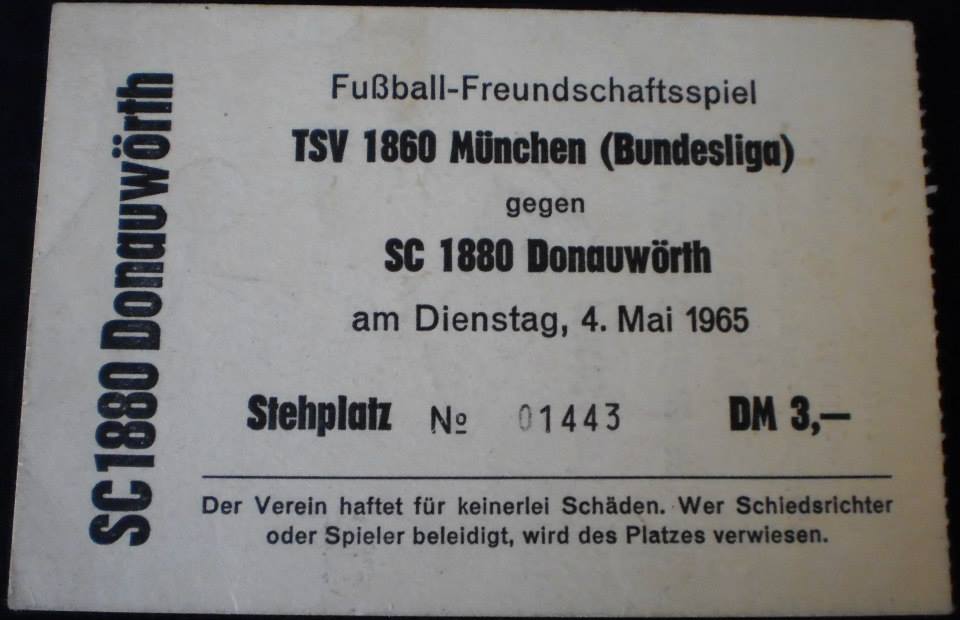 SC 1880 Donauwörth
Fußball-Freundschaftsspiel
TSV 1860 München (Bundesliga)
gegen
SC 1880 Donauwörth
am Dienstag, 4. Mai 1965
Stehplatz № 01443 DM 3,—
Der Verein haftet für keinerlei Schäden. Wer Schiedsrichter
oder Spieler beleidigt, wird des Platzes verwiesen.